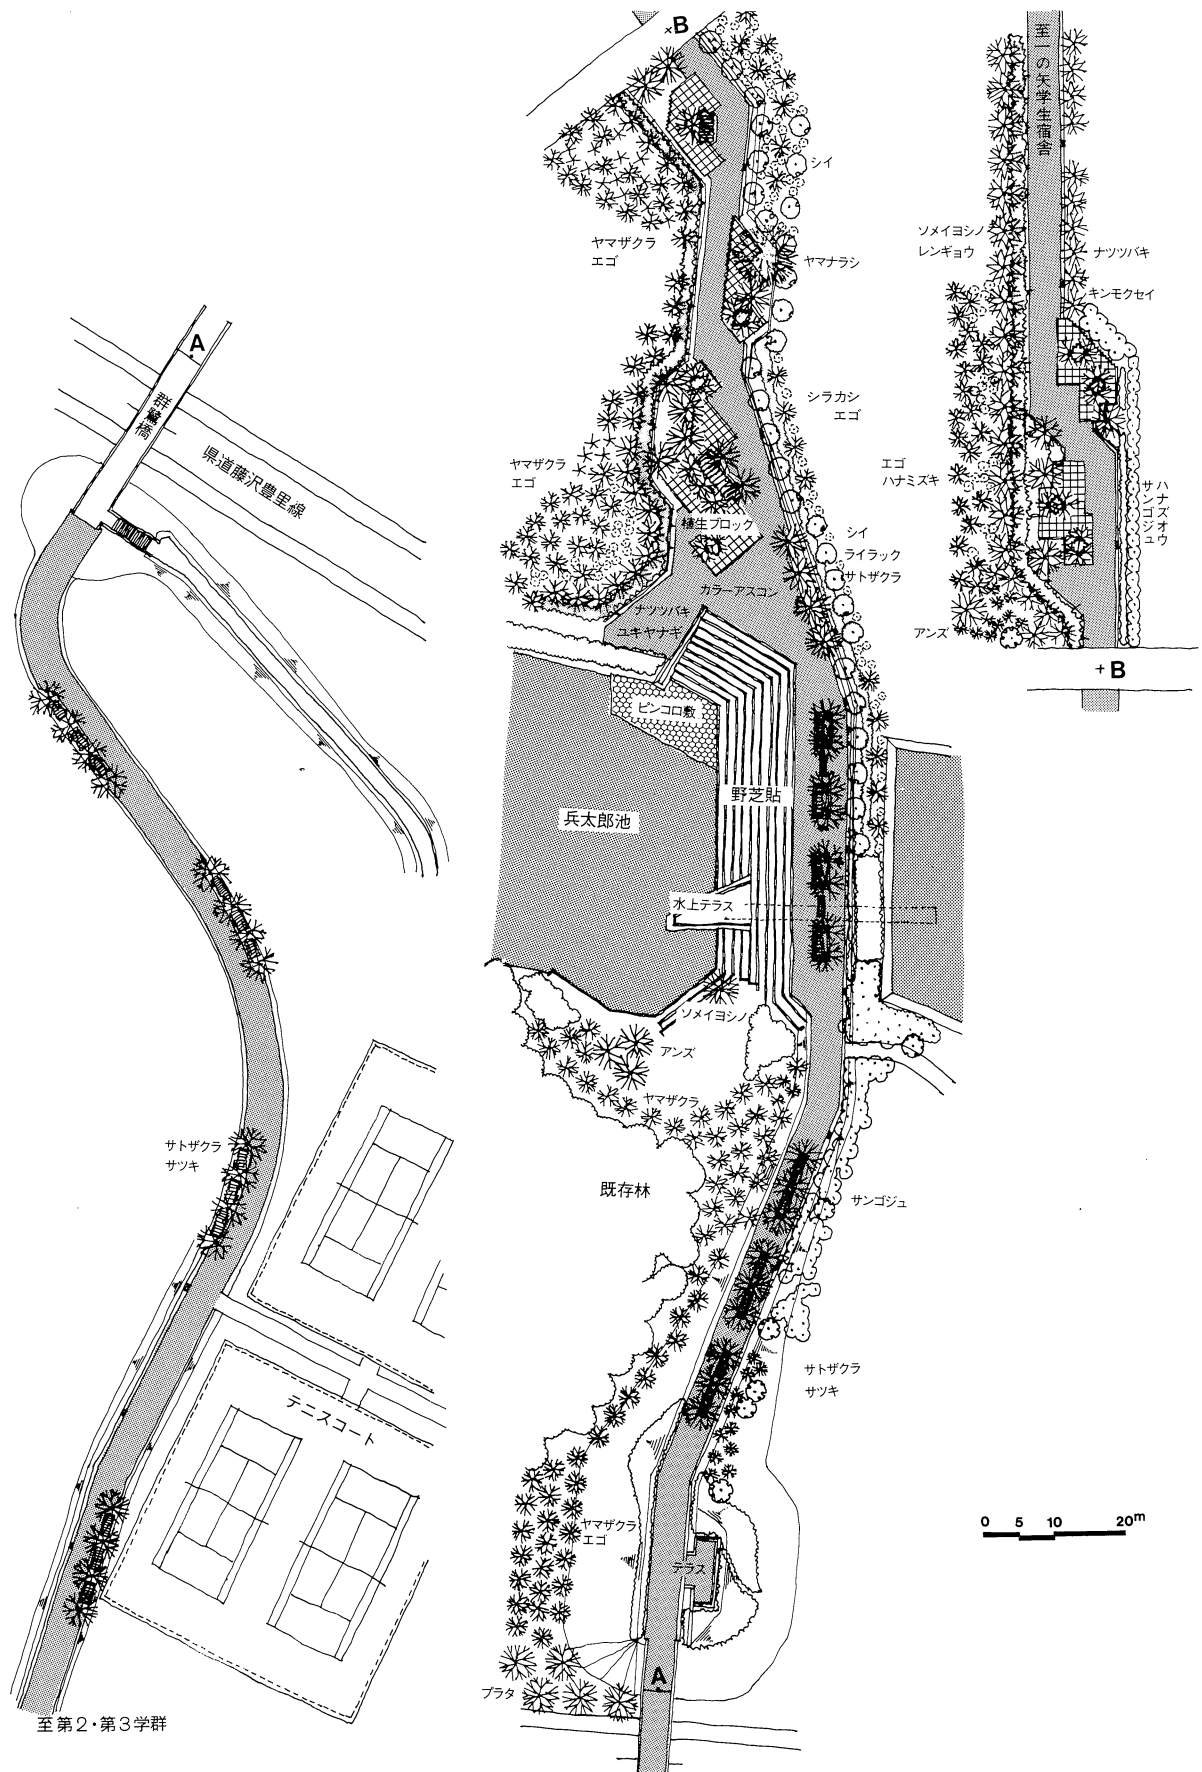 A
群鷺橋
県道藤沢豊里線
サトザクラ
サツキ
テニスコート
至第2・第3学群
B
シイ
ヤマザクラ
エゴ
ヤマナラシ
シラカシ
エゴ
ヤマザクラ
エゴ
植生ブロック
シイ
ライラック
サトザクラ
カラーアスコン
ナツツバキ
ユキヤナギ
ピンコロ敷
野芝貼
兵太郎池
水上テラス
ソメイヨシノ
アンズ
ヤマザクラ
既存林
サンゴジュ
サトザクラ
サツキ
ヤマザクラ
エゴ
テラス
プラタ
A
至一の矢学生宿舎
ソメイヨシノ
レンギョウ
ナツツバキ
キンモクセイ
エゴ
ハナミズキ
ハナズオウ
サンゴジュ
アンズ
B
0 5 10 20m